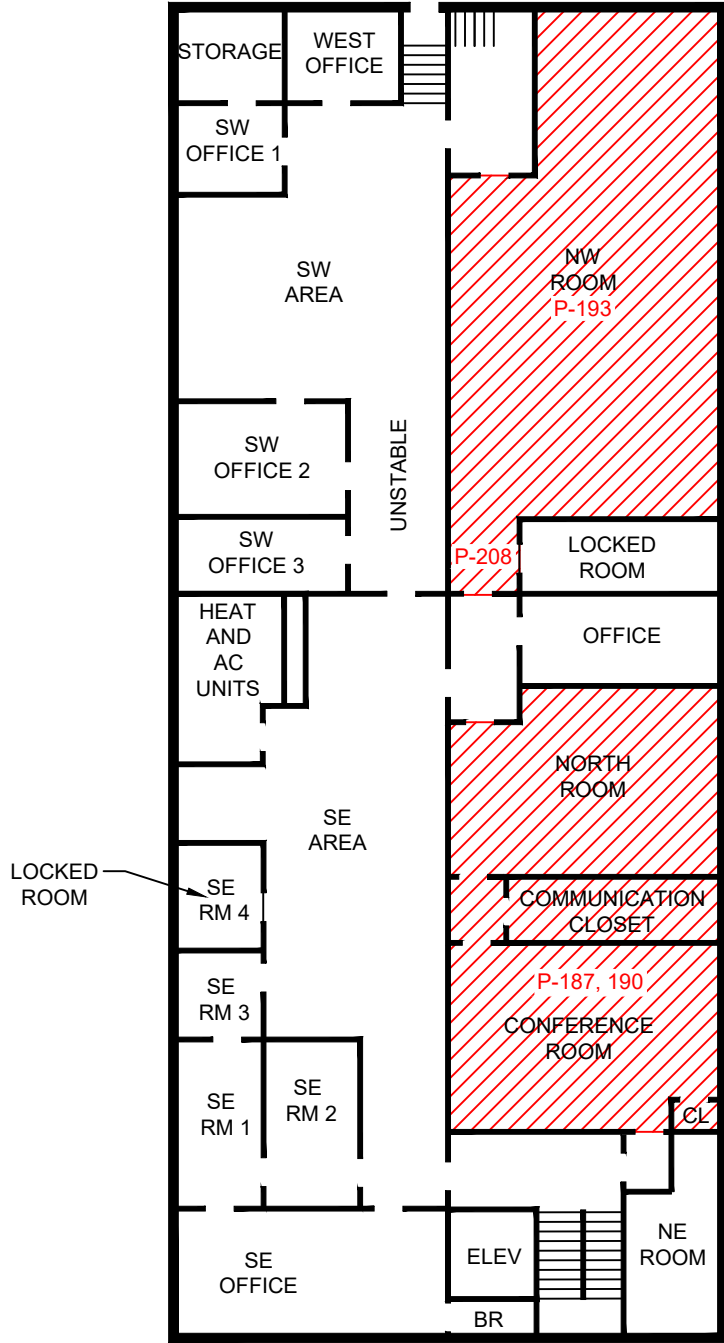 STORAGE
WEST
OFFICE
SW
OFFICE 1
SW
AREA
NW
ROOM
P-193
SW
OFFICE 2
UNSTABLE
SW
OFFICE 3
P-208
LOCKED
ROOM
HEAT
AND
AC
UNITS
OFFICE
NORTH
ROOM
SE
AREA
LOCKED
ROOM
SE
RM 4
COMMUNICATION
CLOSET
SE
RM 3
P-187, 190
CONFERENCE
ROOM
SE
RM 1
SE
RM 2
CL
SE
OFFICE
ELEV
NE
ROOM
BR